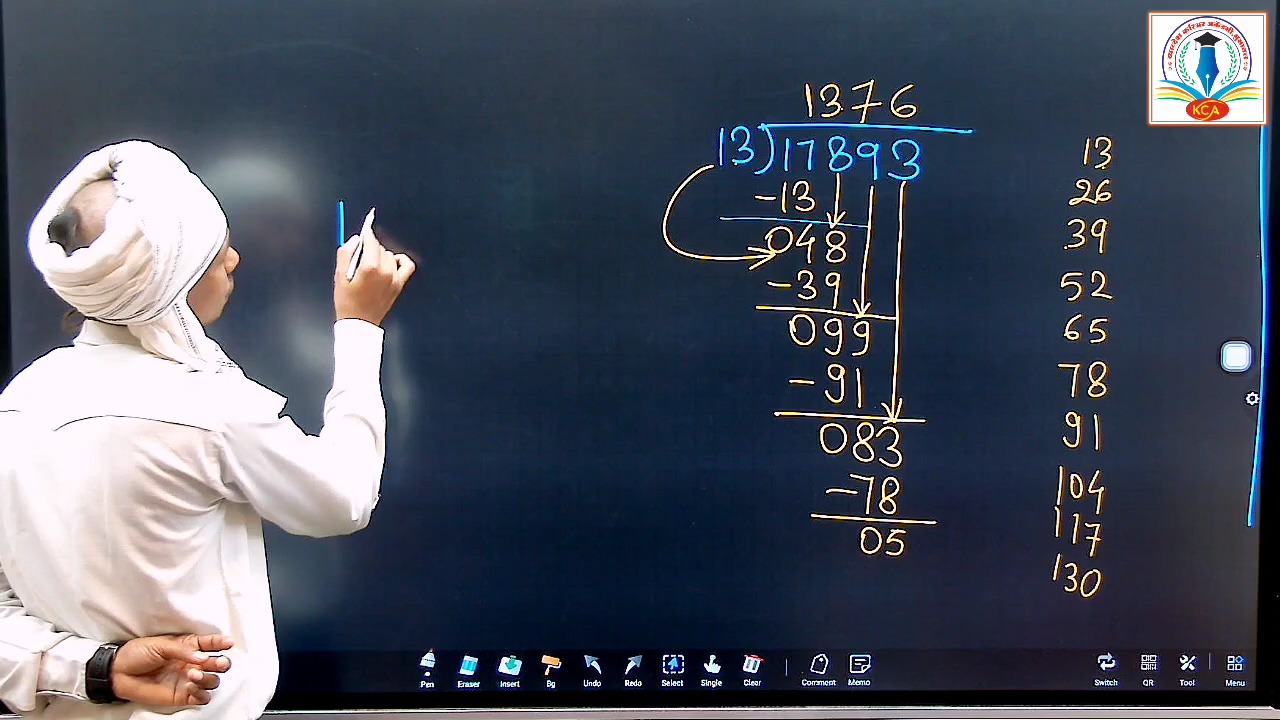 1376
13)17893
-13
048
-39
099
-91
083
-78
05
13
26
39
52
65
78
91
104
117
130
KCA
Pen
Eraser
Insert
Bg
Undo
Redo
Select
Single
Clear
Comment
Memo
Switch
QR
Tool
Menu